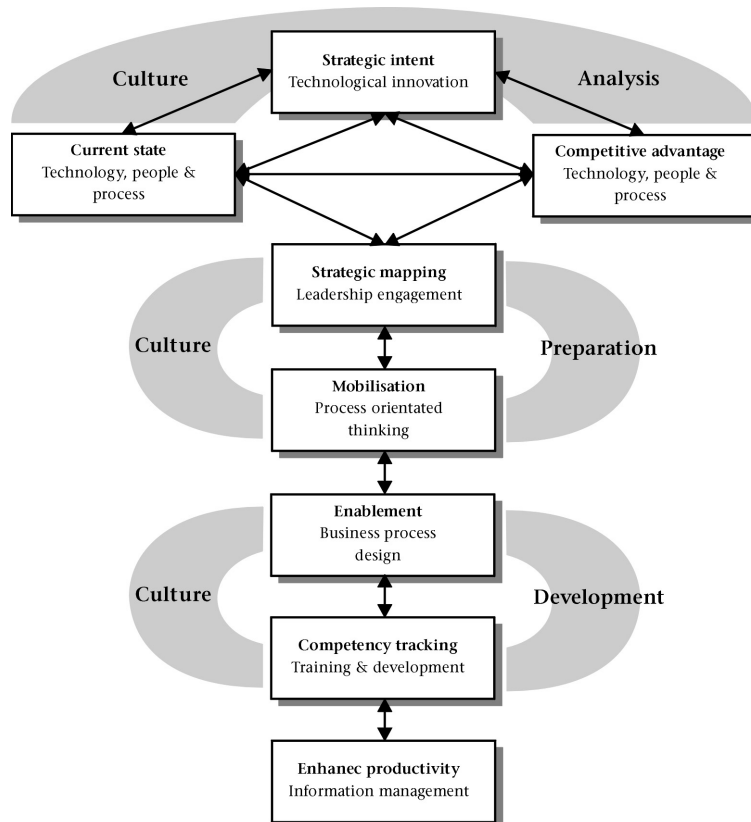 Culture
Strategic intent
Technological innovation
Analysis
Current state
Technology, people &
process
Competitive advantage
Technology, people &
process
Strategic mapping
Leadership engagement
Culture
Preparation
Mobilisation
Process orientated
thinking
Enablement
Business process
design
Culture
Development
Competency tracking
Training & development
Enhanec productivity
Information management